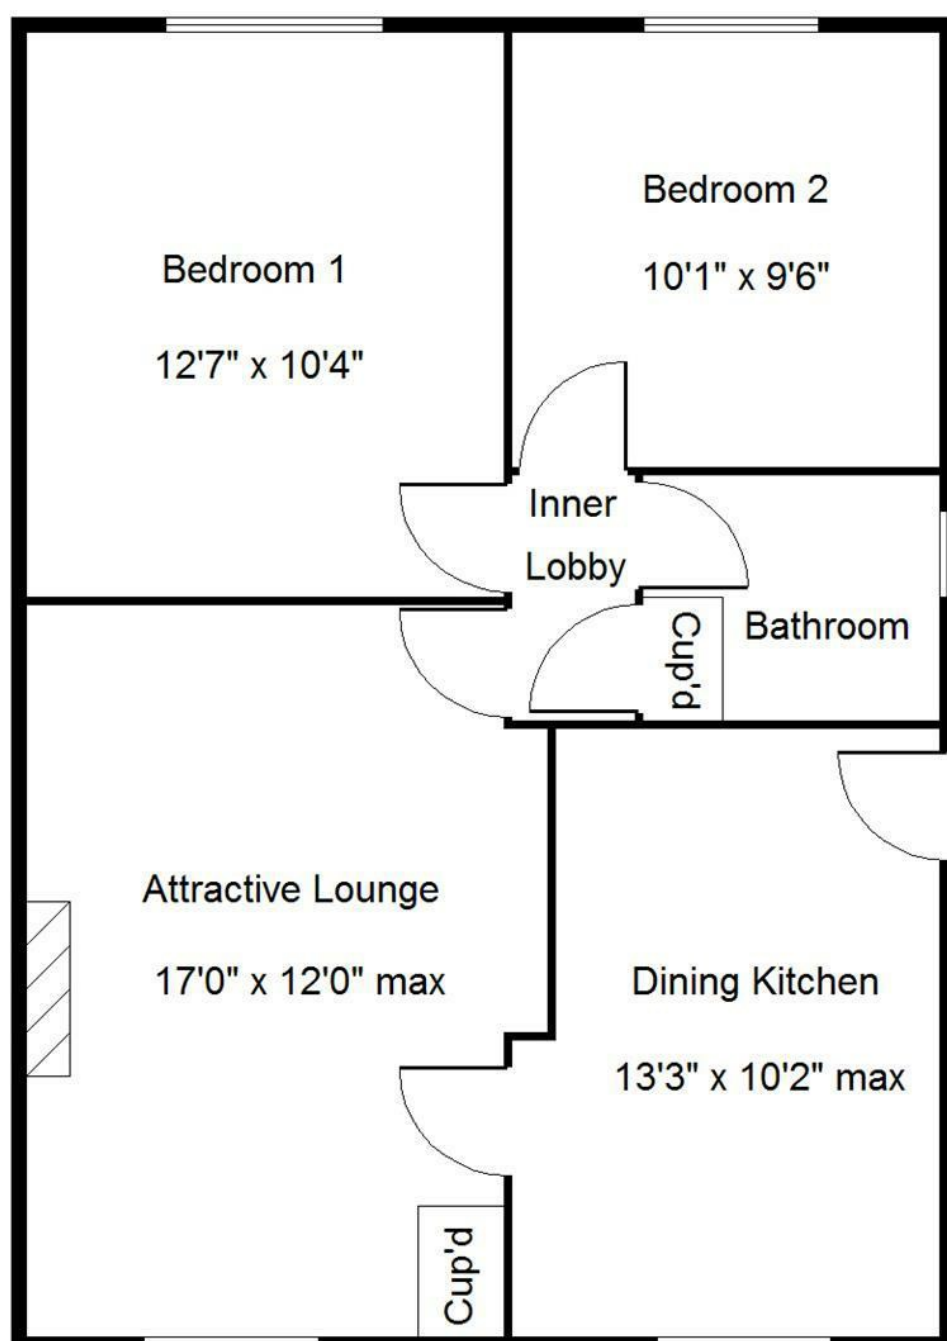 Bedroom 1
12'7" x 10'4"
Bedroom 2
10'1" x 9'6"
Inner
Lobby
Cup'd
Bathroom
Attractive Lounge
17'0" x 12'0" max
Dining Kitchen
13'3" x 10'2" max
Cup'd